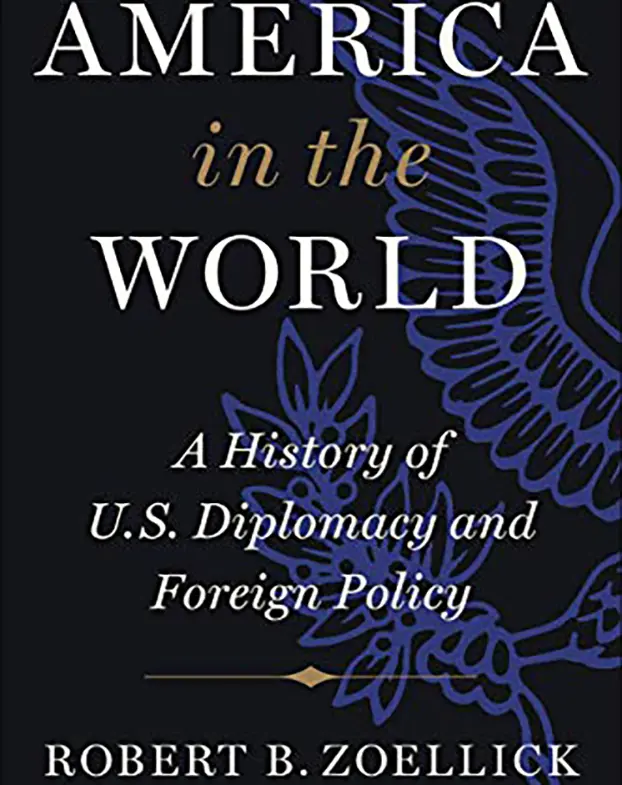 AMERICA
in the
WORLD
A History of
U.S. Diplomacy and
Foreign Policy
ROBERT B. ZOELLICK